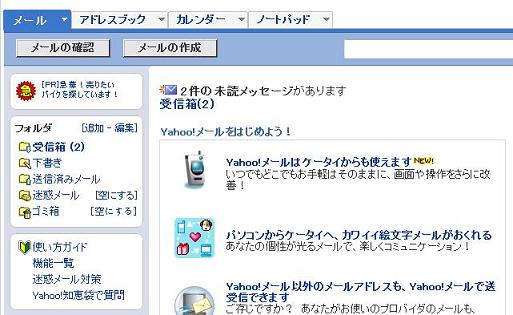 メール アドレスブック カレンダー ノートパッド
メールの確認 メールの作成
[PR]急募!売りたい
バイクを探しています!
2件の未読メッセージがあります
受信箱(2)
フォルダ [追加 - 編集]
受信箱 (2)
下書き
送信済みメール
迷惑メール [空にする]
ゴミ箱 [空にする]
使い方ガイド
機能一覧
迷惑メール対策
Yahoo!知恵袋で質問
Yahoo!メールをはじめよう!
Yahoo!メールはケータイからも使えます NEW!
いつでもどこでもお手軽はそのままに、画面や操作をさらに改
善!
パソコンからケータイへ、カワイイ絵文字メールがおくれる
あなたの個性が光るメールで、楽しくコミュニケーション!
Yahoo!メール以外のメールアドレスも、Yahoo!メールで送
受信できます
ご存じですか? あなたがお使いのプロバイダのメールも、